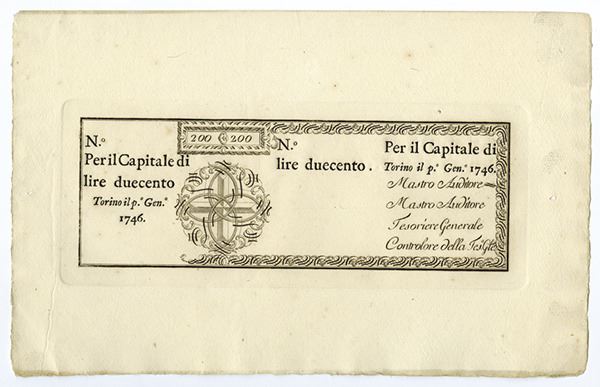 200 200
N.o
Per il Capitale di
lire duecento
Torino il p.o Gen.o
1746.
N.o
lire duecento.
Per il Capitale di
Torino il p.o Gen.o 1746.
Mastro Auditore
Mastro Auditore
Tesoriere Generale
Controlore della Tes